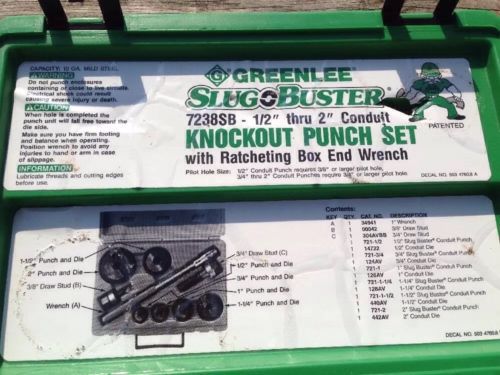 CAPACITY: 10 GA. MILD STEEL
WARNING
Do not punch enclosures
containing or close to live circuits.
Electrical shock could result
causing severe injury or death.
CAUTION
When hole is completed the
punch unit will fall free toward the
die side.
Make sure you have firm footing
and balance when operating.
Position wrench to avoid any
injuries to hand or arm in case
of slippage.
INFORMATION
Lubricate threads and cutting edges
before use.
G GREENLEE
SLUG BUSTER
7238SB - 1/2" thru 2" Conduit
KNOCKOUT PUNCH SET
with Ratcheting Box End Wrench
Pilot Hole Size: 1/2" Conduit Punch requires 3/8" or larger pilot hole.
3/4" thru 2" Conduit Punches require 3/8" or larger pilot hole.
PATENTED
DECAL NO. 503 4760.8 A
1-1/2" Punch and Die
2" Punch and Die
3/8" Draw Stud (B)
Wrench (A)
3/4" Draw Stud (C)
1/2" Punch and Die
3/4" Punch and Die
1" Punch and Die
1-1/4" Punch and Die
Contents:
KEY QTY. CAT. NO. DESCRIPTION
A 1 34941 1" Wrench
B 1 00042 3/8" Draw Stud
C 1 304AVBB 3/4" Draw Stud
1 721-1/2 1/2" Slug Buster Conduit Punch
1 14722 1/2" Conduit Die
1 721-3/4 3/4" Slug Buster Conduit Punch
1 124AV 3/4" Conduit Die
1 721-1 1" Slug Buster Conduit Punch
1 126AV 1" Conduit Die
1 721-1-1/4 1-1/4" Slug Buster Conduit Punch
1 128AV 1-1/4" Conduit Die
1 721-1-1/2 1-1/2" Slug Buster Conduit Punch
1 440AV 1-1/2" Conduit Die
1 721-2 2" Slug Buster Conduit Punch
1 442AV 2" Conduit Die
DECAL NO. 503 4760.8